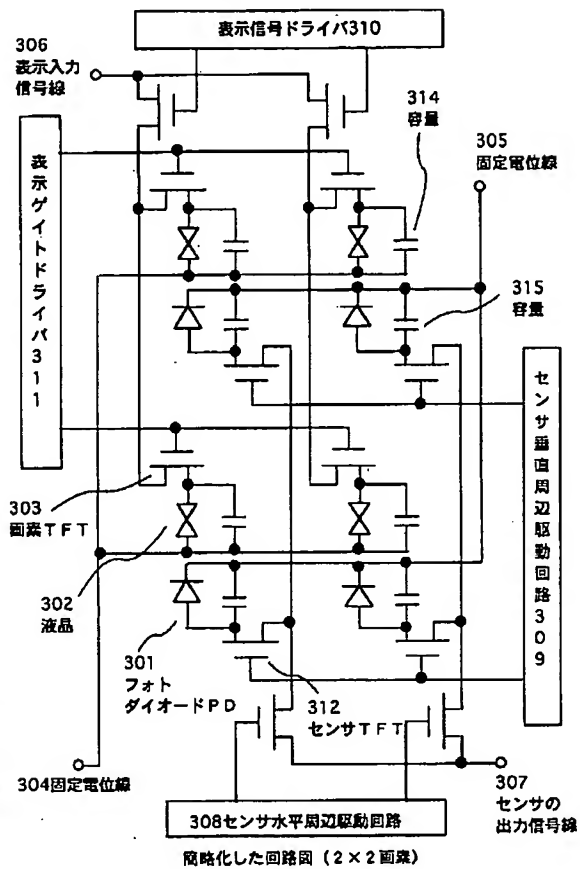 表示信号ドライバ310
306
表示入力
信号線
314
容量
305
固定電位線
表示ゲイトドライバ311
315
容量
センサ垂直周辺駆動回路309
303
画素TFT
302
液晶
301
フォト
ダイオードPD
312
センサTFT
304固定電位線
307
センサの
出力信号線
308センサ水平周辺駆動回路
簡略化した回路図(2×2画素)